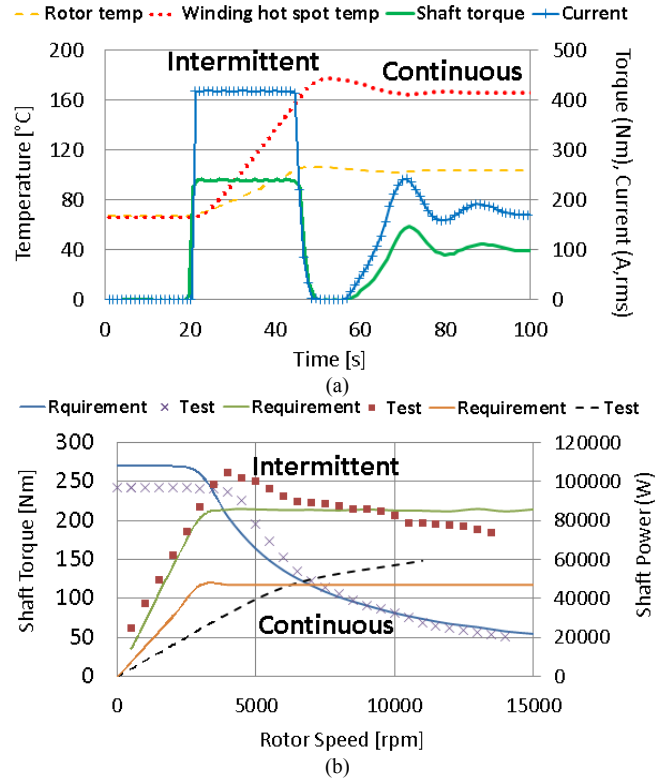 Rotor temp Winding hot spot temp Shaft torque Current
Intermittent
Continuous
Temperature [°C]
200
160
120
80
40
0
500
400
300
200
100
0
Torque (Nm), Current (A,rms)
0 20 40 60 80 100
Time [s]
(a)
Rquirement Test Requirement Test Requirement Test
Intermittent
Continuous
Shaft Torque [Nm]
300
250
200
150
100
50
0
120000
100000
80000
60000
40000
20000
0
Shaft Power (W)
0 5000 10000 15000
Rotor Speed [rpm]
(b)